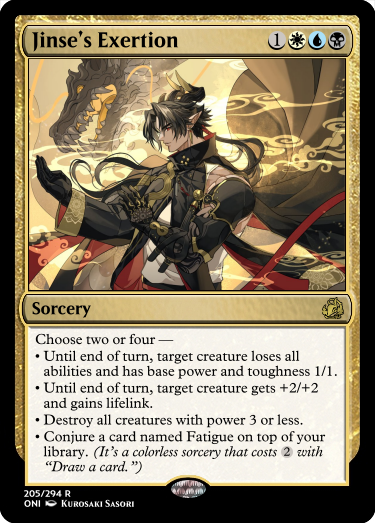 Jinse's Exertion 1
Sorcery
Choose two or four —
• Until end of turn, target creature loses all
abilities and has base power and toughness 1/1.
• Until end of turn, target creature gets +2/+2
and gains lifelink.
• Destroy all creatures with power 3 or less.
• Conjure a card named Fatigue on top of your
library. (It's a colorless sorcery that costs 2 with
“Draw a card.”)
205/294 R
ONI Kurosaki Sasori